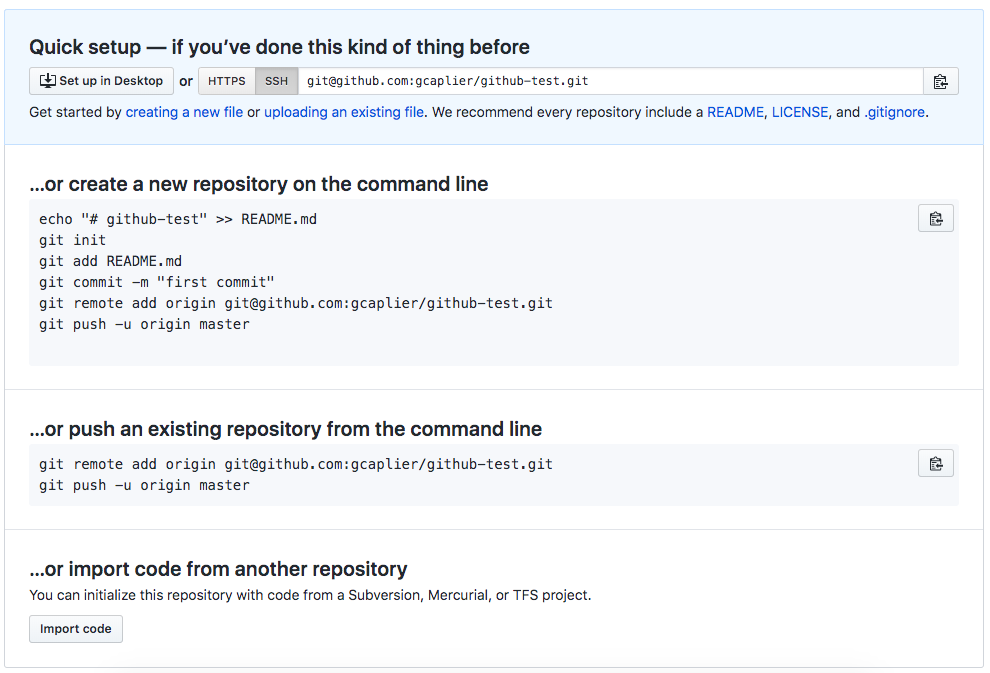 Quick setup — if you’ve done this kind of thing before
Set up in Desktop or HTTPS SSH git@github.com:gcaplier/github-test.git
Get started by creating a new file or uploading an existing file. We recommend every repository include a README, LICENSE, and .gitignore.
...or create a new repository on the command line
echo "# github-test" >> README.md
git init
git add README.md
git commit -m "first commit"
git remote add origin git@github.com:gcaplier/github-test.git
git push -u origin master
...or push an existing repository from the command line
git remote add origin git@github.com:gcaplier/github-test.git
git push -u origin master
...or import code from another repository
You can initialize this repository with code from a Subversion, Mercurial, or TFS project.
Import code